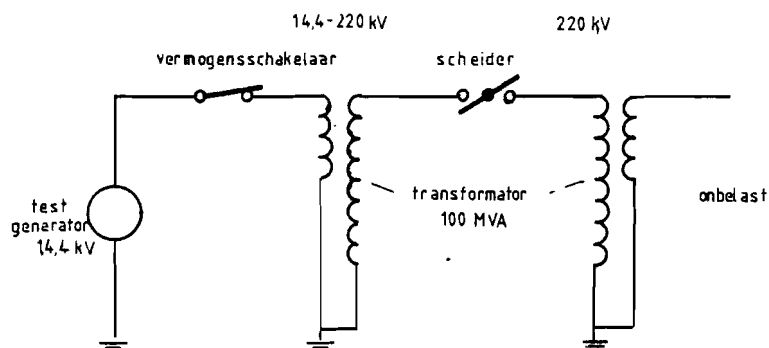 14,4-220 kV
220 kV
vermogensschakelaar
scheider
test
generator
14,4 kV
transformator
100 MVA
onbelast